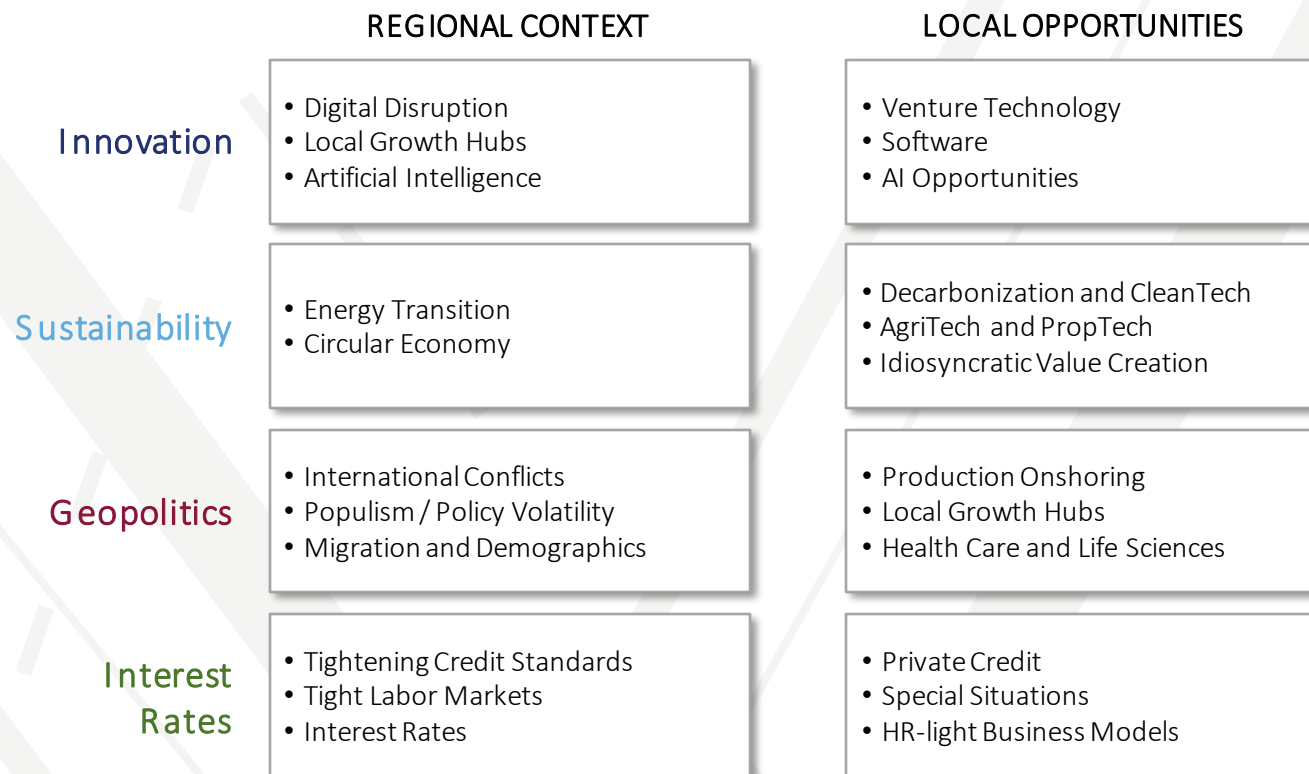 REGIONAL CONTEXT
LOCAL OPPORTUNITIES
Innovation
• Digital Disruption
• Local Growth Hubs
• Artificial Intelligence
• Venture Technology
• Software
• AI Opportunities
Sustainability
• Energy Transition
• Circular Economy
• Decarbonization and CleanTech
• AgriTech and PropTech
• Idiosyncratic Value Creation
Geopolitics
• International Conflicts
• Populism / Policy Volatility
• Migration and Demographics
• Production Onshoring
• Local Growth Hubs
• Health Care and Life Sciences
Interest
Rates
• Tightening Credit Standards
• Tight Labor Markets
• Interest Rates
• Private Credit
• Special Situations
• HR-light Business Models